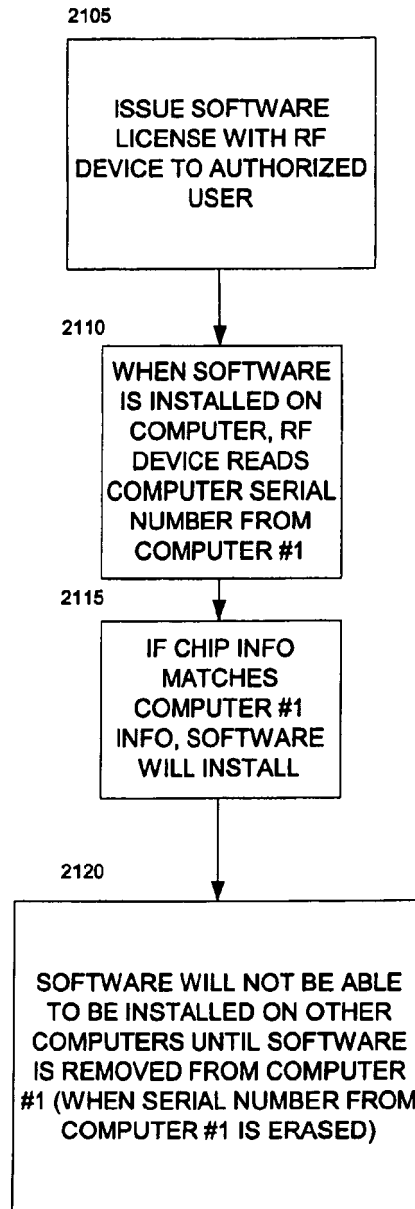 2105
ISSUE SOFTWARE
LICENSE WITH RF
DEVICE TO AUTHORIZED
USER
2110
WHEN SOFTWARE
IS INSTALLED ON
COMPUTER, RF
DEVICE READS
COMPUTER SERIAL
NUMBER FROM
COMPUTER #1
2115
IF CHIP INFO
MATCHES
COMPUTER #1
INFO, SOFTWARE
WILL INSTALL
2120
SOFTWARE WILL NOT BE ABLE
TO BE INSTALLED ON OTHER
COMPUTERS UNTIL SOFTWARE
IS REMOVED FROM COMPUTER
#1 (WHEN SERIAL NUMBER FROM
COMPUTER #1 IS ERASED)